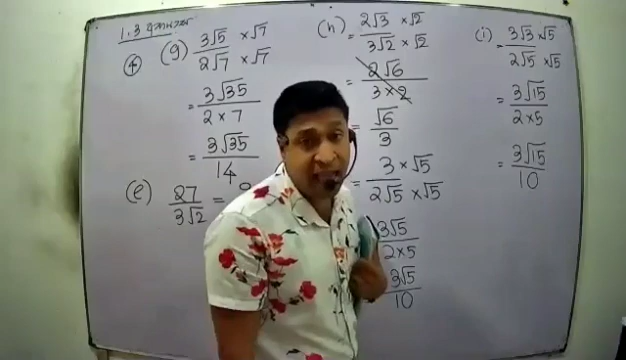 1.3
④ (g) 3√5 ×√7 / 2√7 ×√7
= 3√35 / 2 × 7
= 3√35 / 14
(e) 27 / 3√2 =
(h) = 2√3 ×√2 / 3√2 ×√2
= 2√6 / 3 × 2
= √6 / 3
= 3 ×√5 / 2√5 ×√5
3√5 / 2×5
3√5 / 10
(i) = 3√3 ×√5 / 2√5 ×√5
= 3√15 / 2×5
= 3√15 / 10